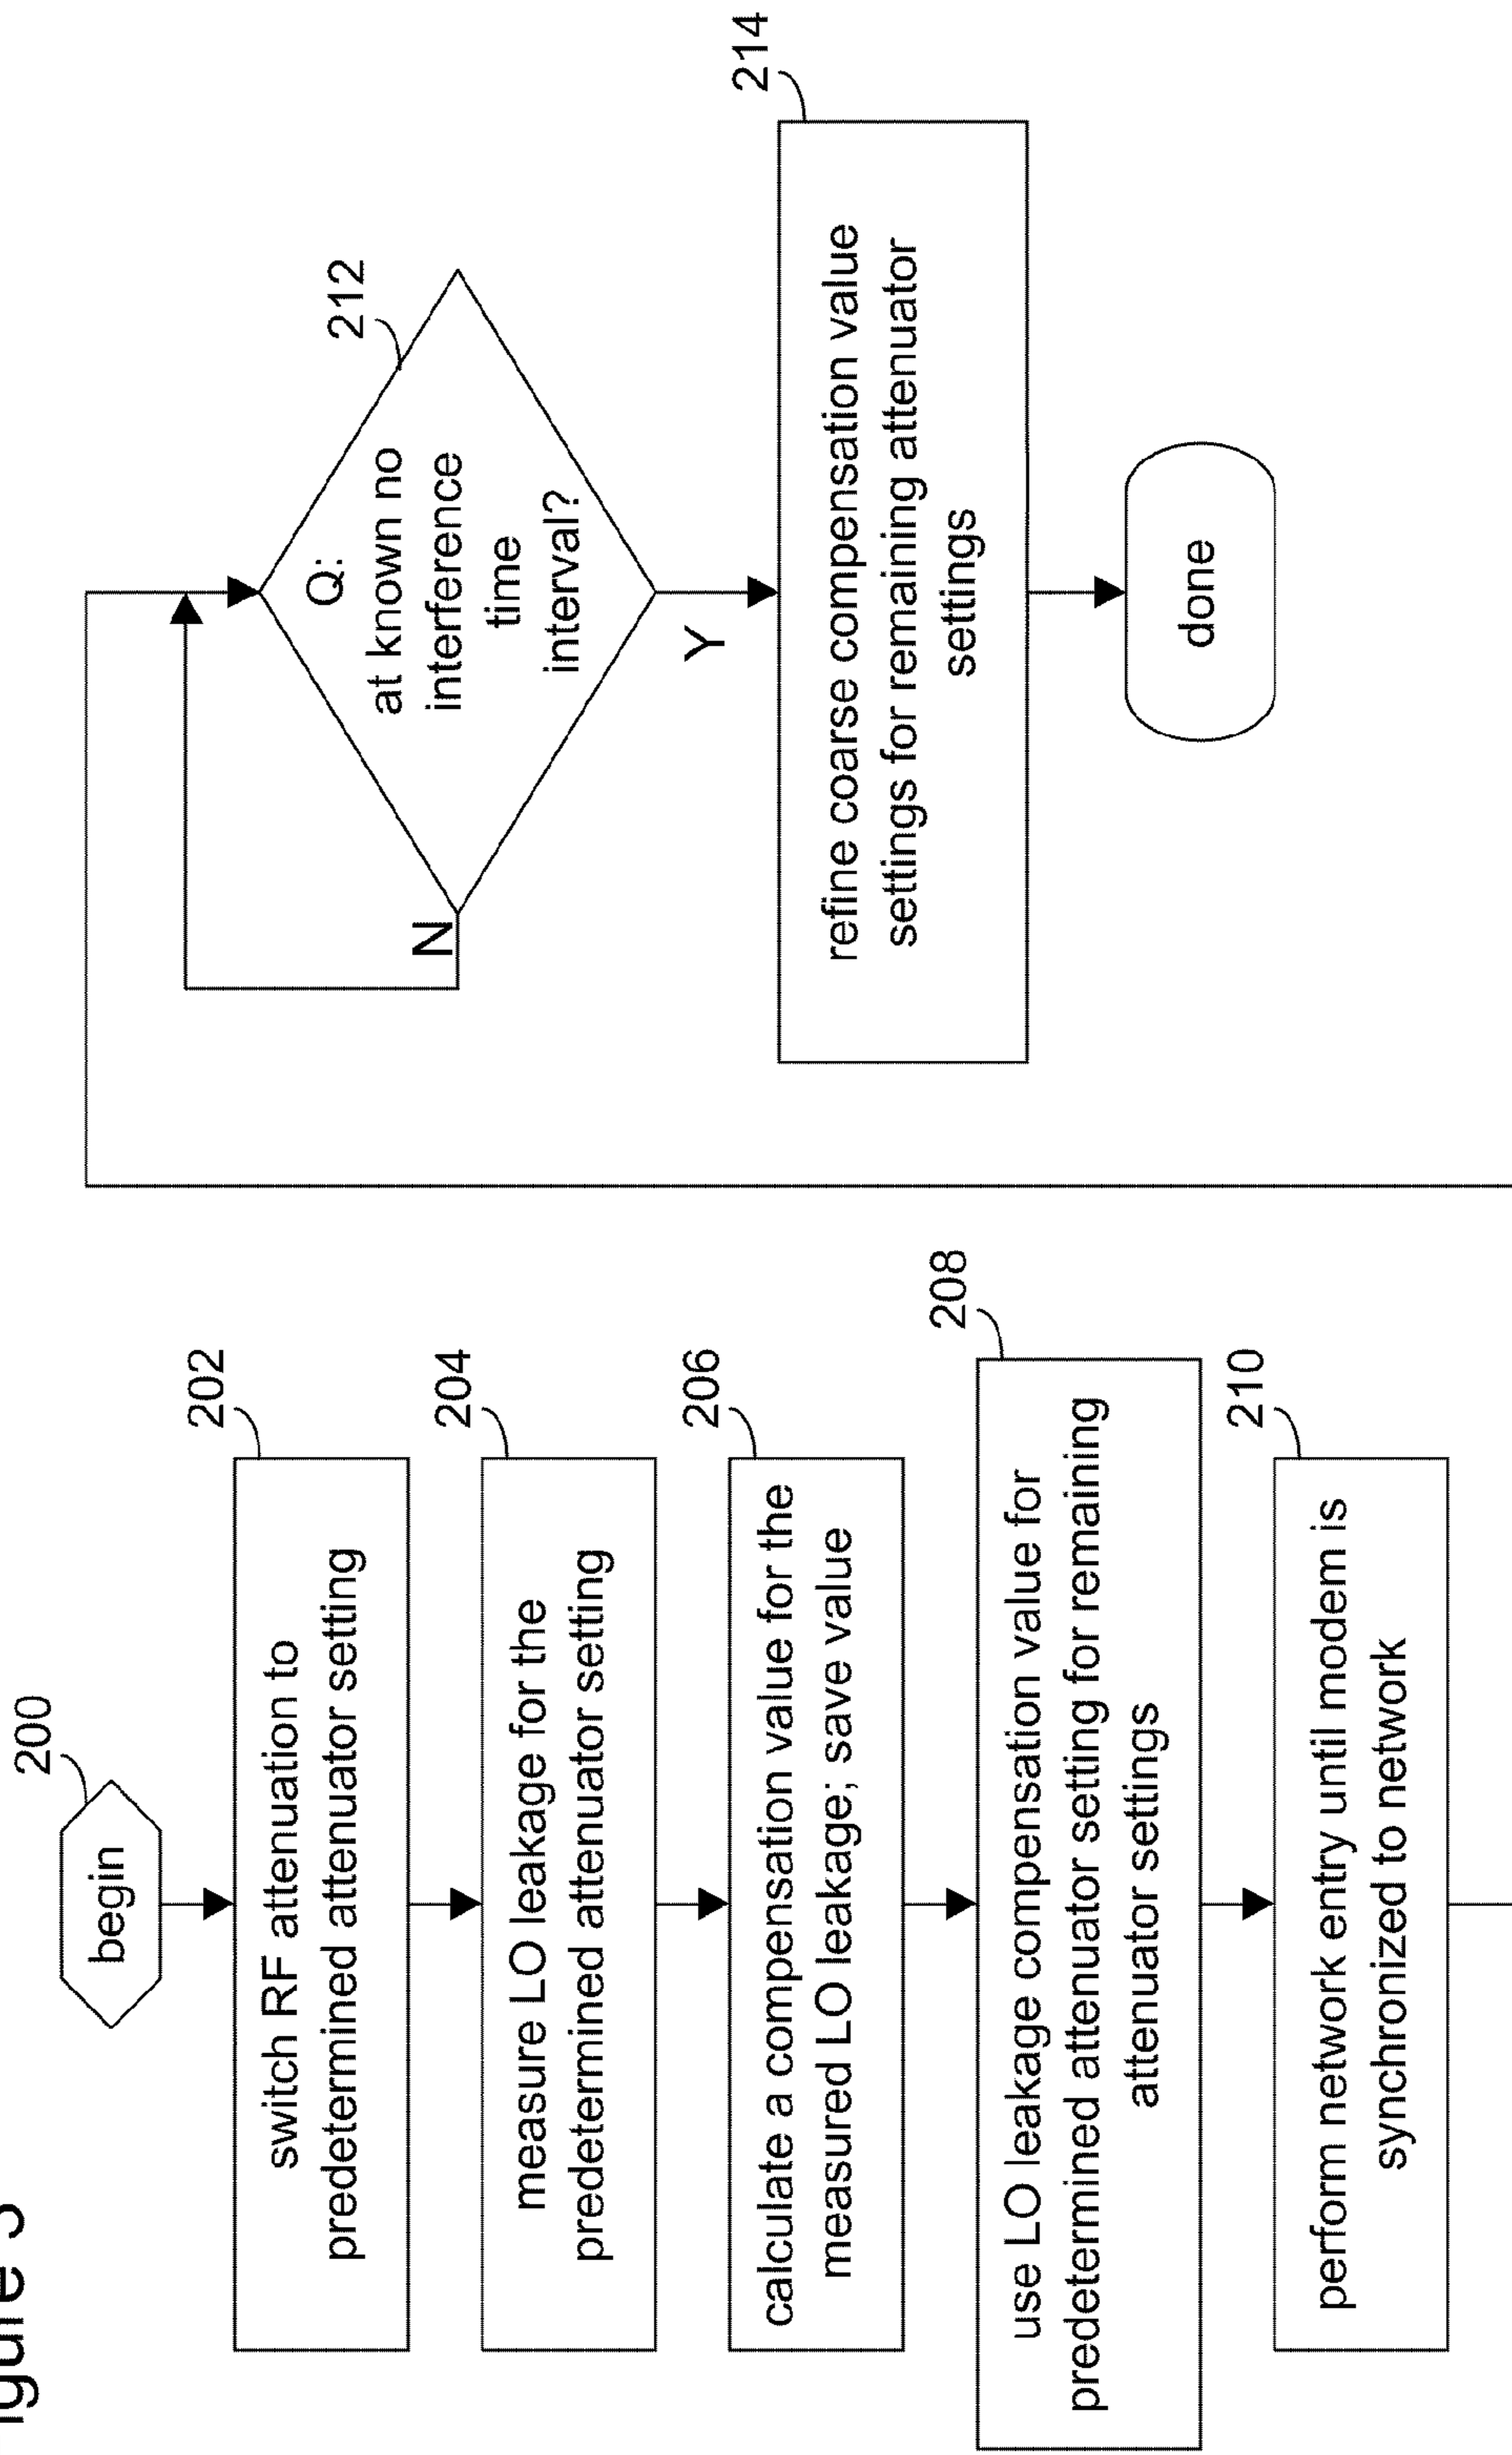 200
begin
202
switch RF attenuation to
predetermined attenuator setting
204
measure LO leakage for the
predetermined attenuator setting
206
calculate a compensation value for the
measured LO leakage; save value
208
use LO leakage compensation value for
predetermined attenuator setting for remaining
attenuator settings
210
perform network entry until modem is
synchronized to network
212
Q:
at known no
interference
time
interval?
N
Y
214
refine coarse compensation value
settings for remaining attenuator
settings
done